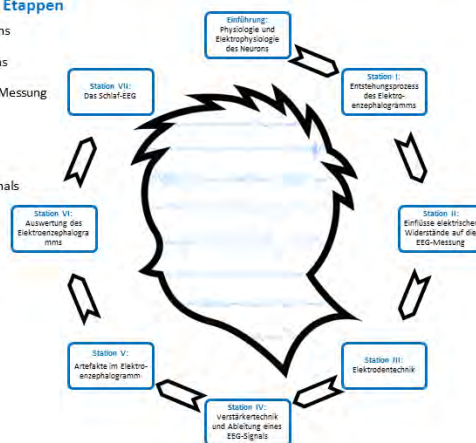 Etappen
ns
ns
Messung
nals
Einführung:
Physiologie und
Elektrophysiologie
des Neurons
Station I:
Entstehungsprozess
des Elektro-
enzephalogramms
Station II:
Einflüsse elektrischer
Widerstände auf die
EEG-Messung
Station III:
Elektrodentechnik
Station IV:
Verstärkertechnik
und Ableitung eines
EEG-Signals
Station V:
Artefakte im Elektro-
enzephalogramm
Station VI:
Auswertung des
Elektroenzephalogra
mms
Station VII:
Das Schlaf-EEG